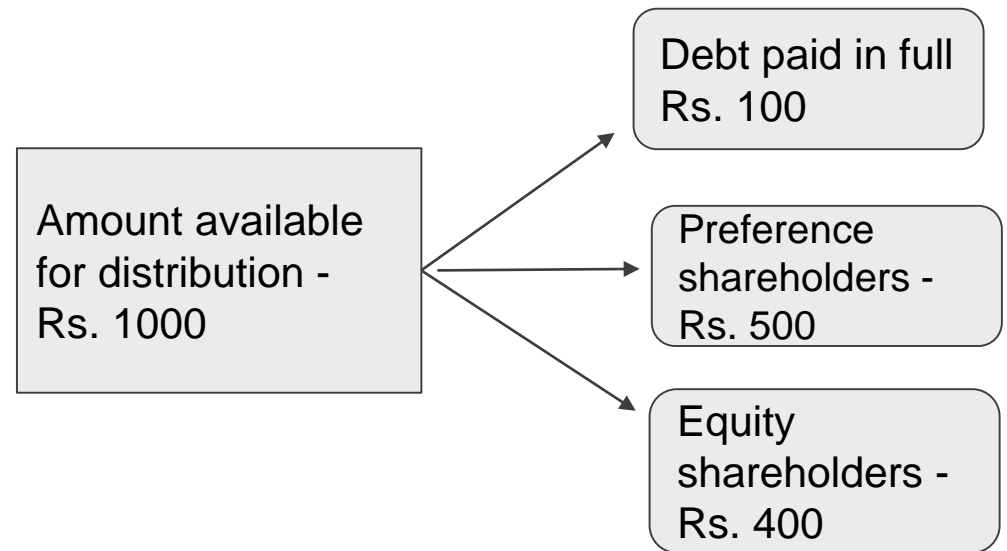 Debt paid in full
Rs. 100
Amount available
for distribution -
Rs. 1000
Preference
shareholders -
Rs. 500
Equity
shareholders -
Rs. 400